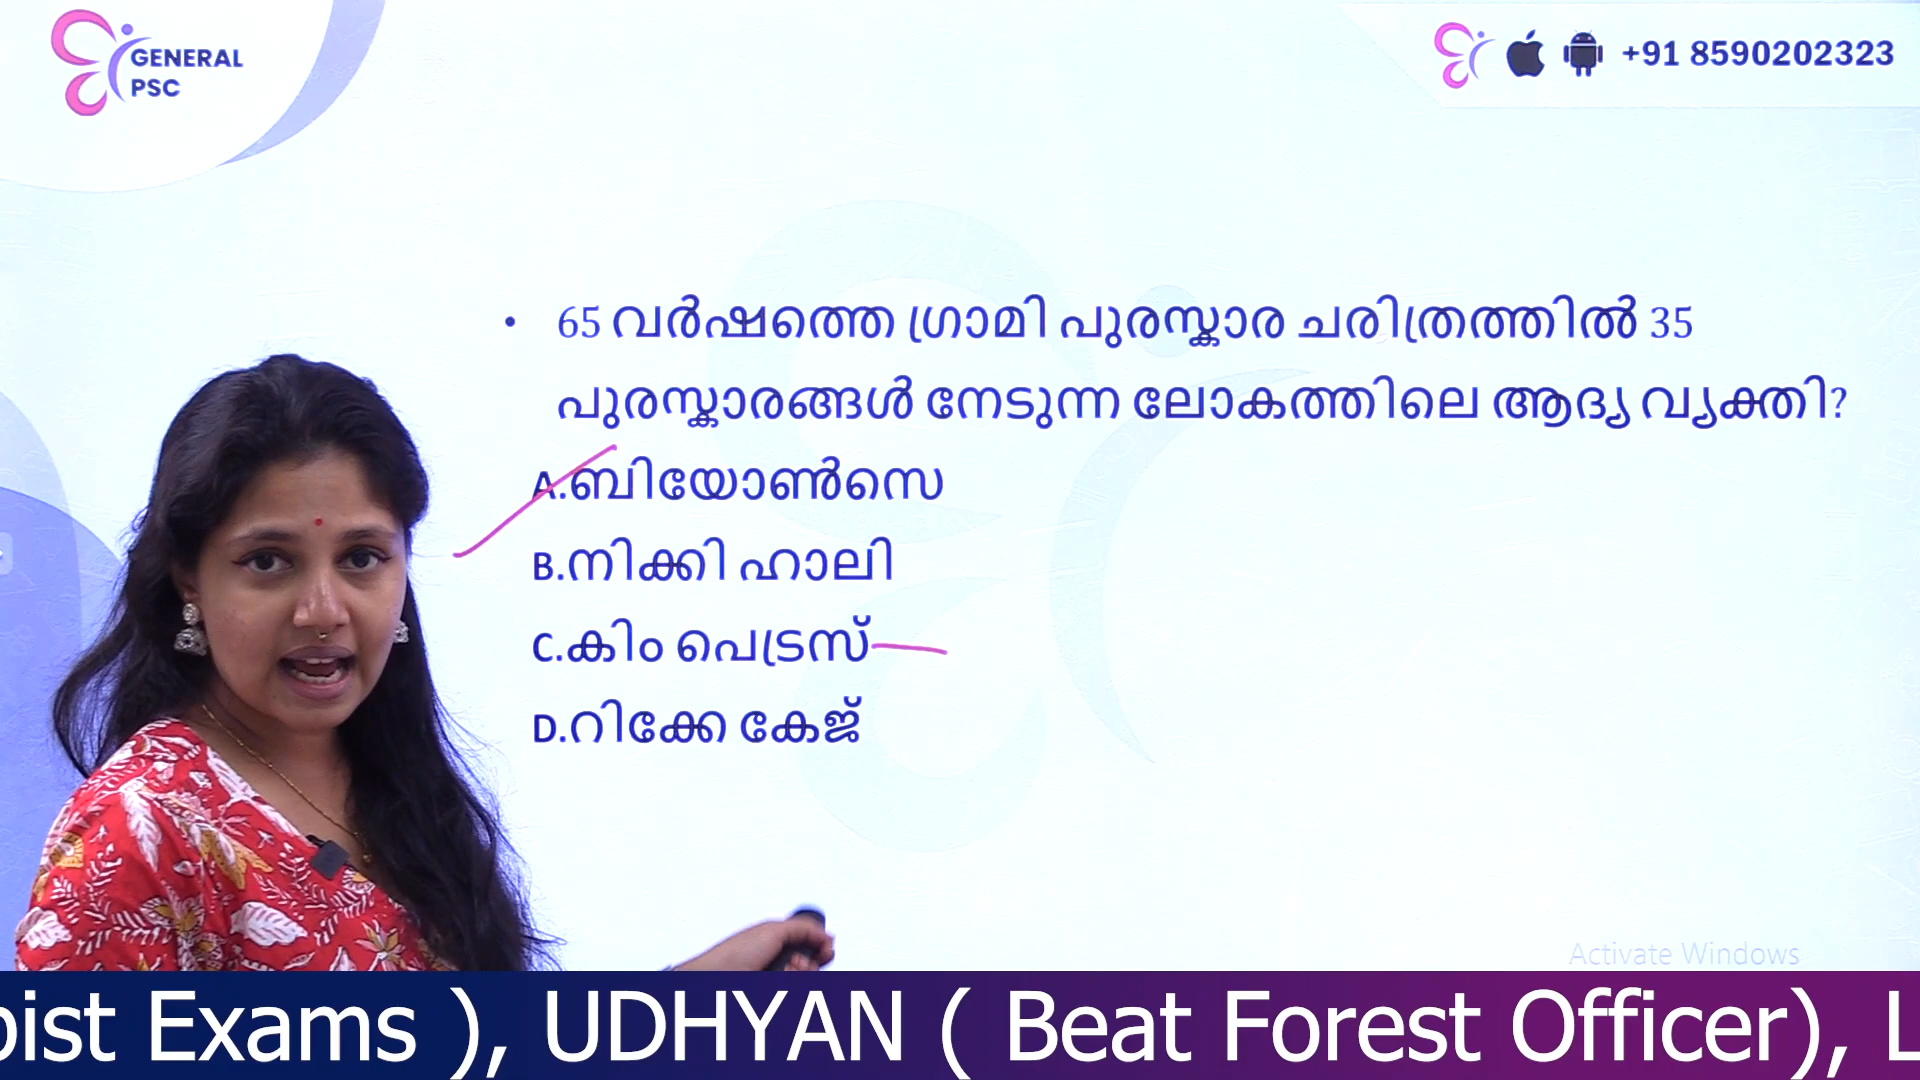 GENERAL
PSC
+91 8590202323
• 65 വർഷത്തെ ഗ്രാമി പുരസ്കാര ചരിത്രത്തിൽ 35
പുരസ്കാരങ്ങൾ നേടുന്ന ലോകത്തിലെ ആദ്യ വ്യക്തി?
A.ബിയോൺസെ
B.നിക്കി ഹാലി
C.കിം പെട്രസ്
D.റിക്കേ കേജ്
Activate Windows
Exams ), UDHYAN ( Beat Forest Officer),